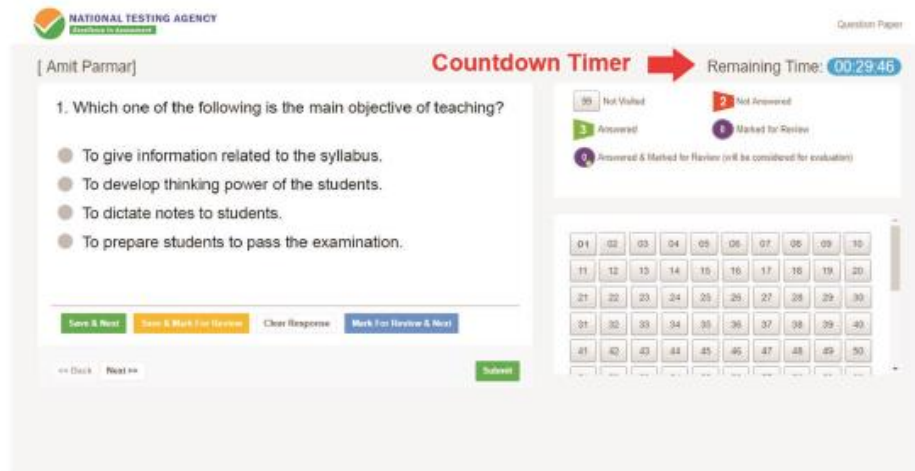 NATIONAL TESTING AGENCY
Excellence in Assessment
Question Paper
[ Amit Parmar]
Countdown Timer
Remaining Time: 00:29:46
1. Which one of the following is the main objective of teaching?
To give information related to the syllabus.
To develop thinking power of the students.
To dictate notes to students.
To prepare students to pass the examination.
Save & Next Save & Mark For Review Clear Response Mark For Review & Next
<< Back Next >> Submit
Not Visited 2 Not Answered
3 Answered Marked for Review
Answered & Marked for Review (will be considered for evaluation)
01 02 03 04 05 06 07 08 09 10
11 12 13 14 15 16 17 18 19 20
21 22 23 24 25 26 27 28 29 30
31 32 33 34 35 36 37 38 39 40
41 42 43 44 45 46 47 48 49 50